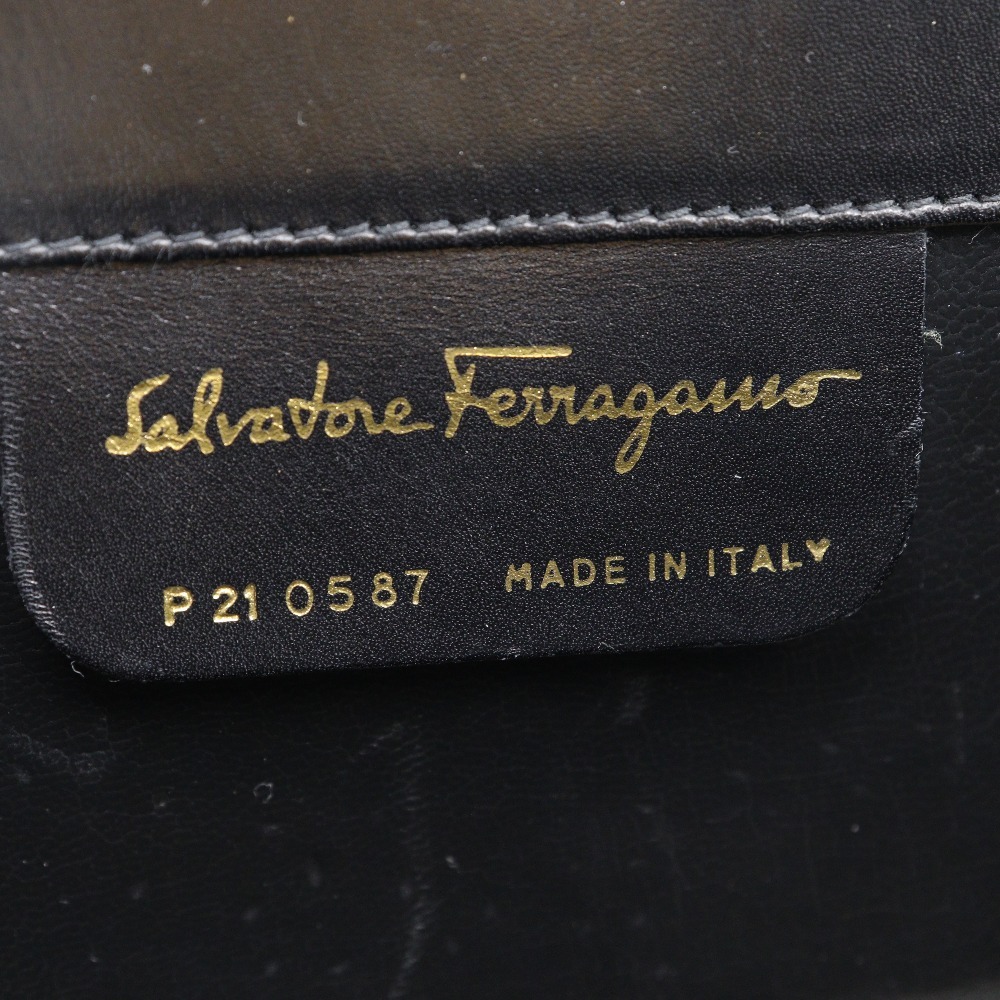 Salvatore Ferragamo
P 21 0587 MADE IN ITALY